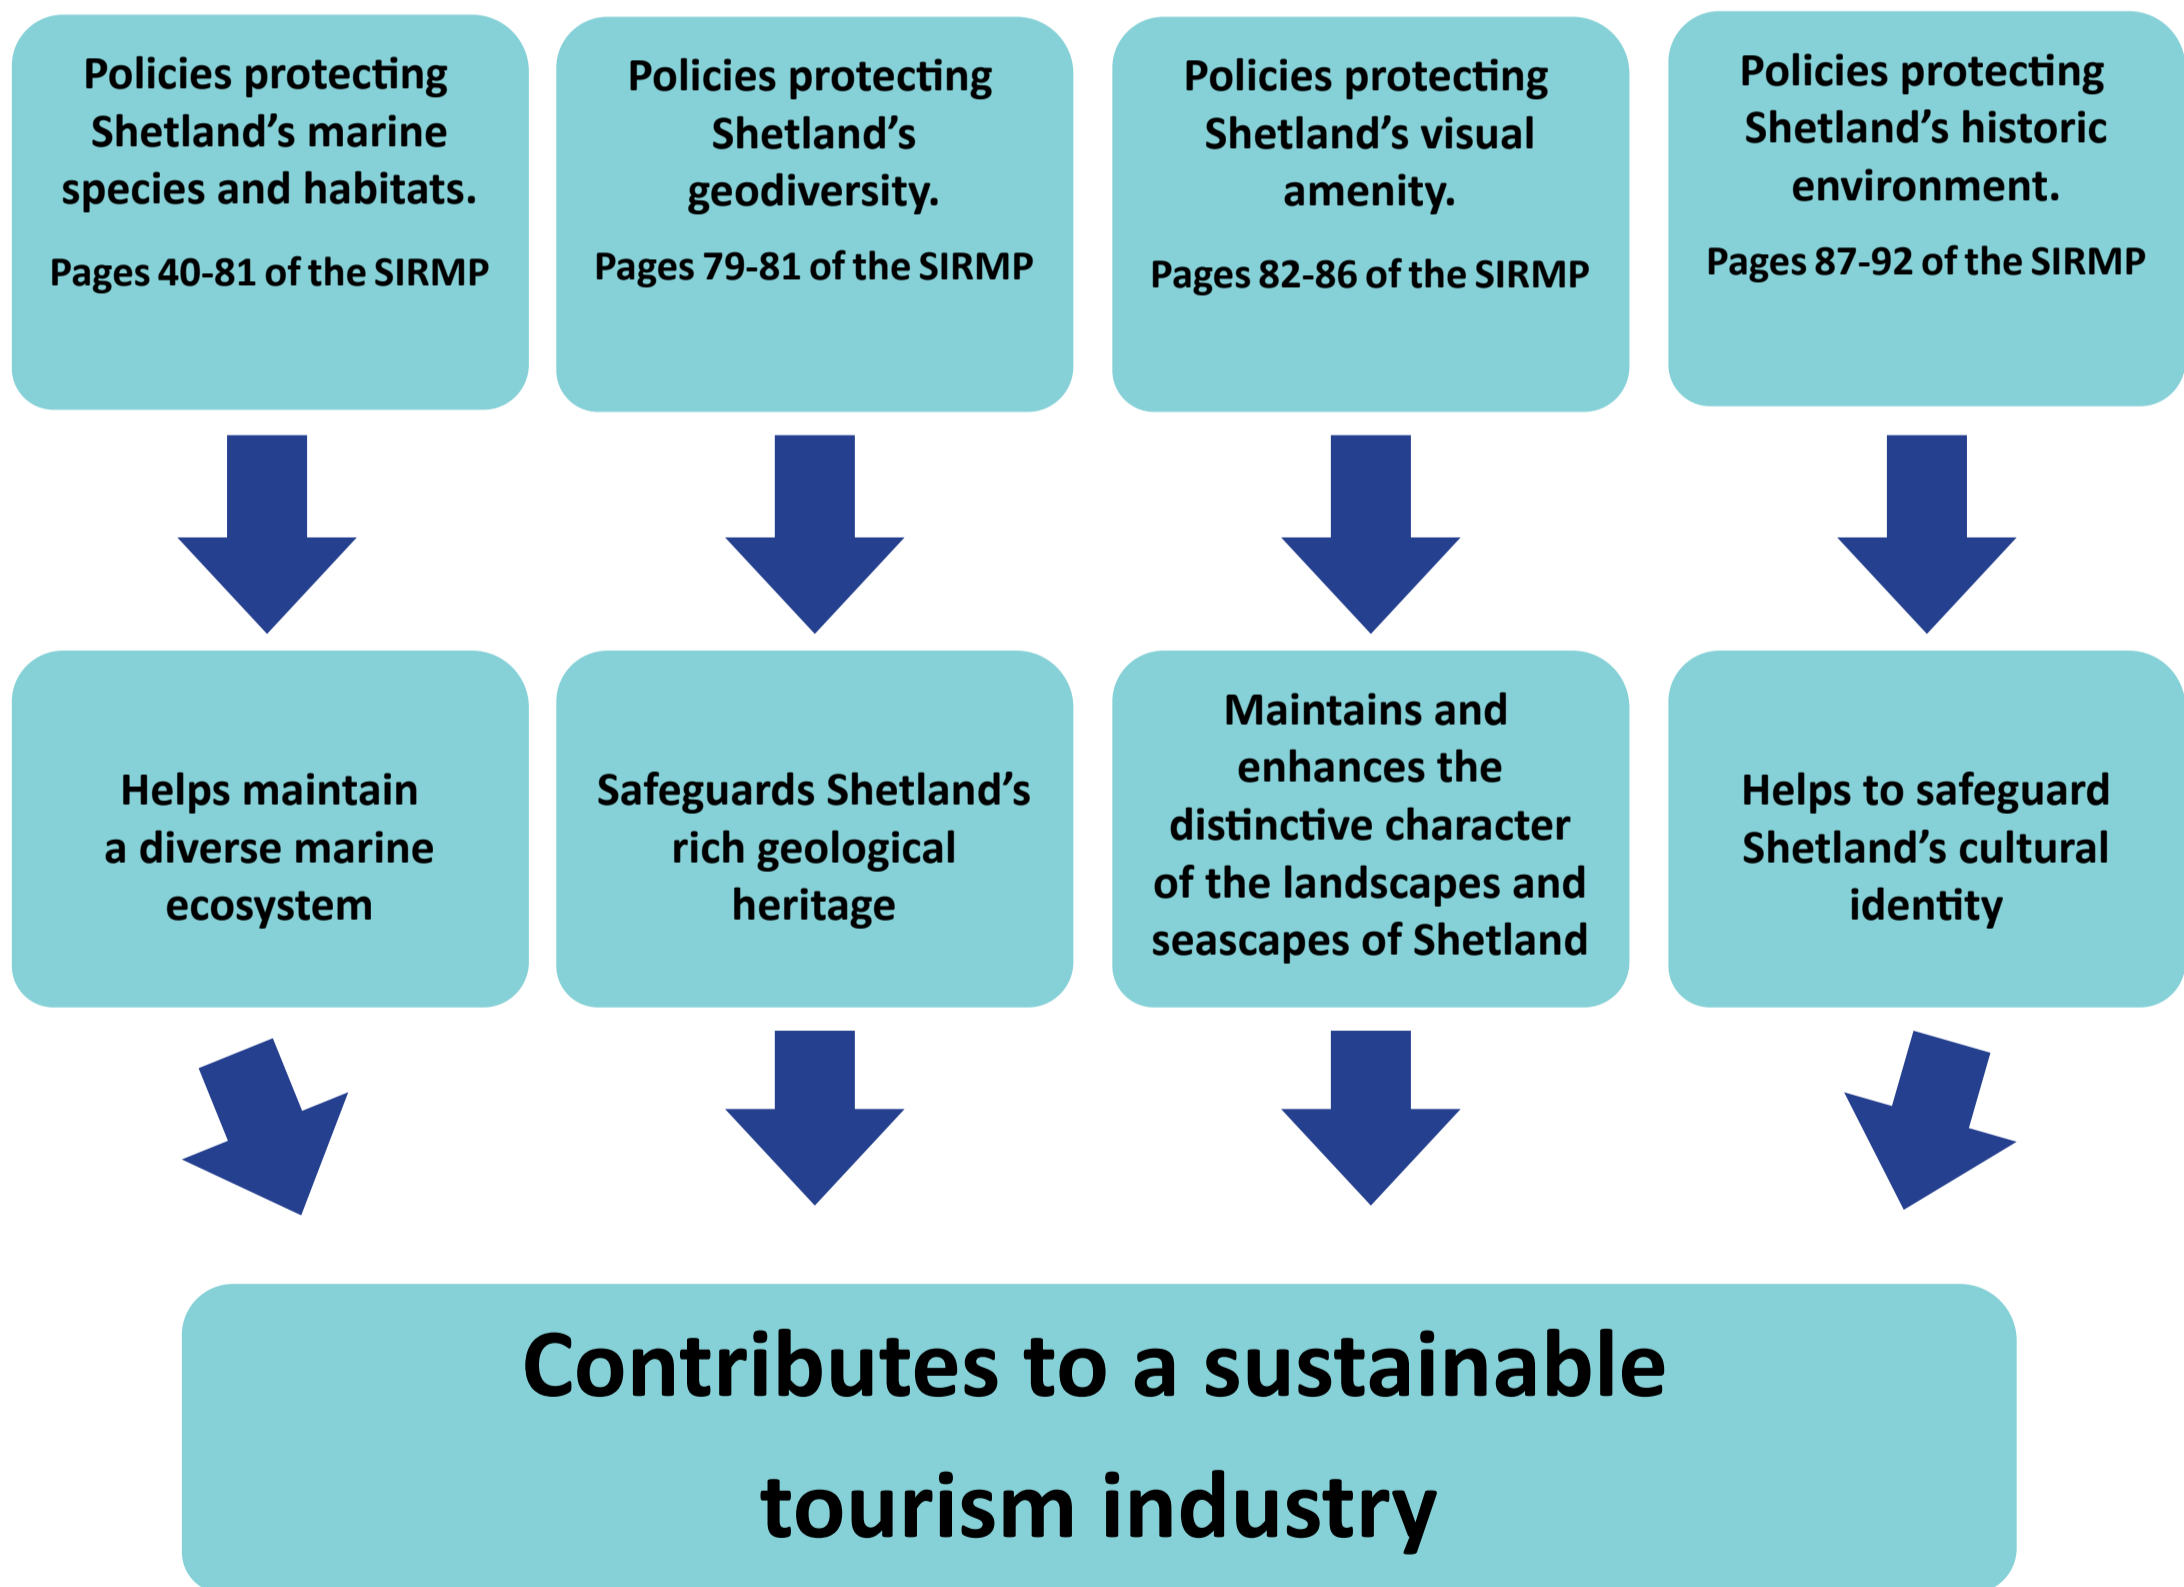 Policies protecting
Shetland’s marine
species and habitats.
Pages 40-81 of the SIRMP
Policies protecting
Shetland’s
geodiversity.
Pages 79-81 of the SIRMP
Policies protecting
Shetland’s visual
amenity.
Pages 82-86 of the SIRMP
Policies protecting
Shetland’s historic
environment.
Pages 87-92 of the SIRMP
Helps maintain
a diverse marine
ecosystem
Safeguards Shetland’s
rich geological
heritage
Maintains and
enhances the
distinctive character
of the landscapes and
seascapes of Shetland
Helps to safeguard
Shetland’s cultural
identity
Contributes to a sustainable
tourism industry